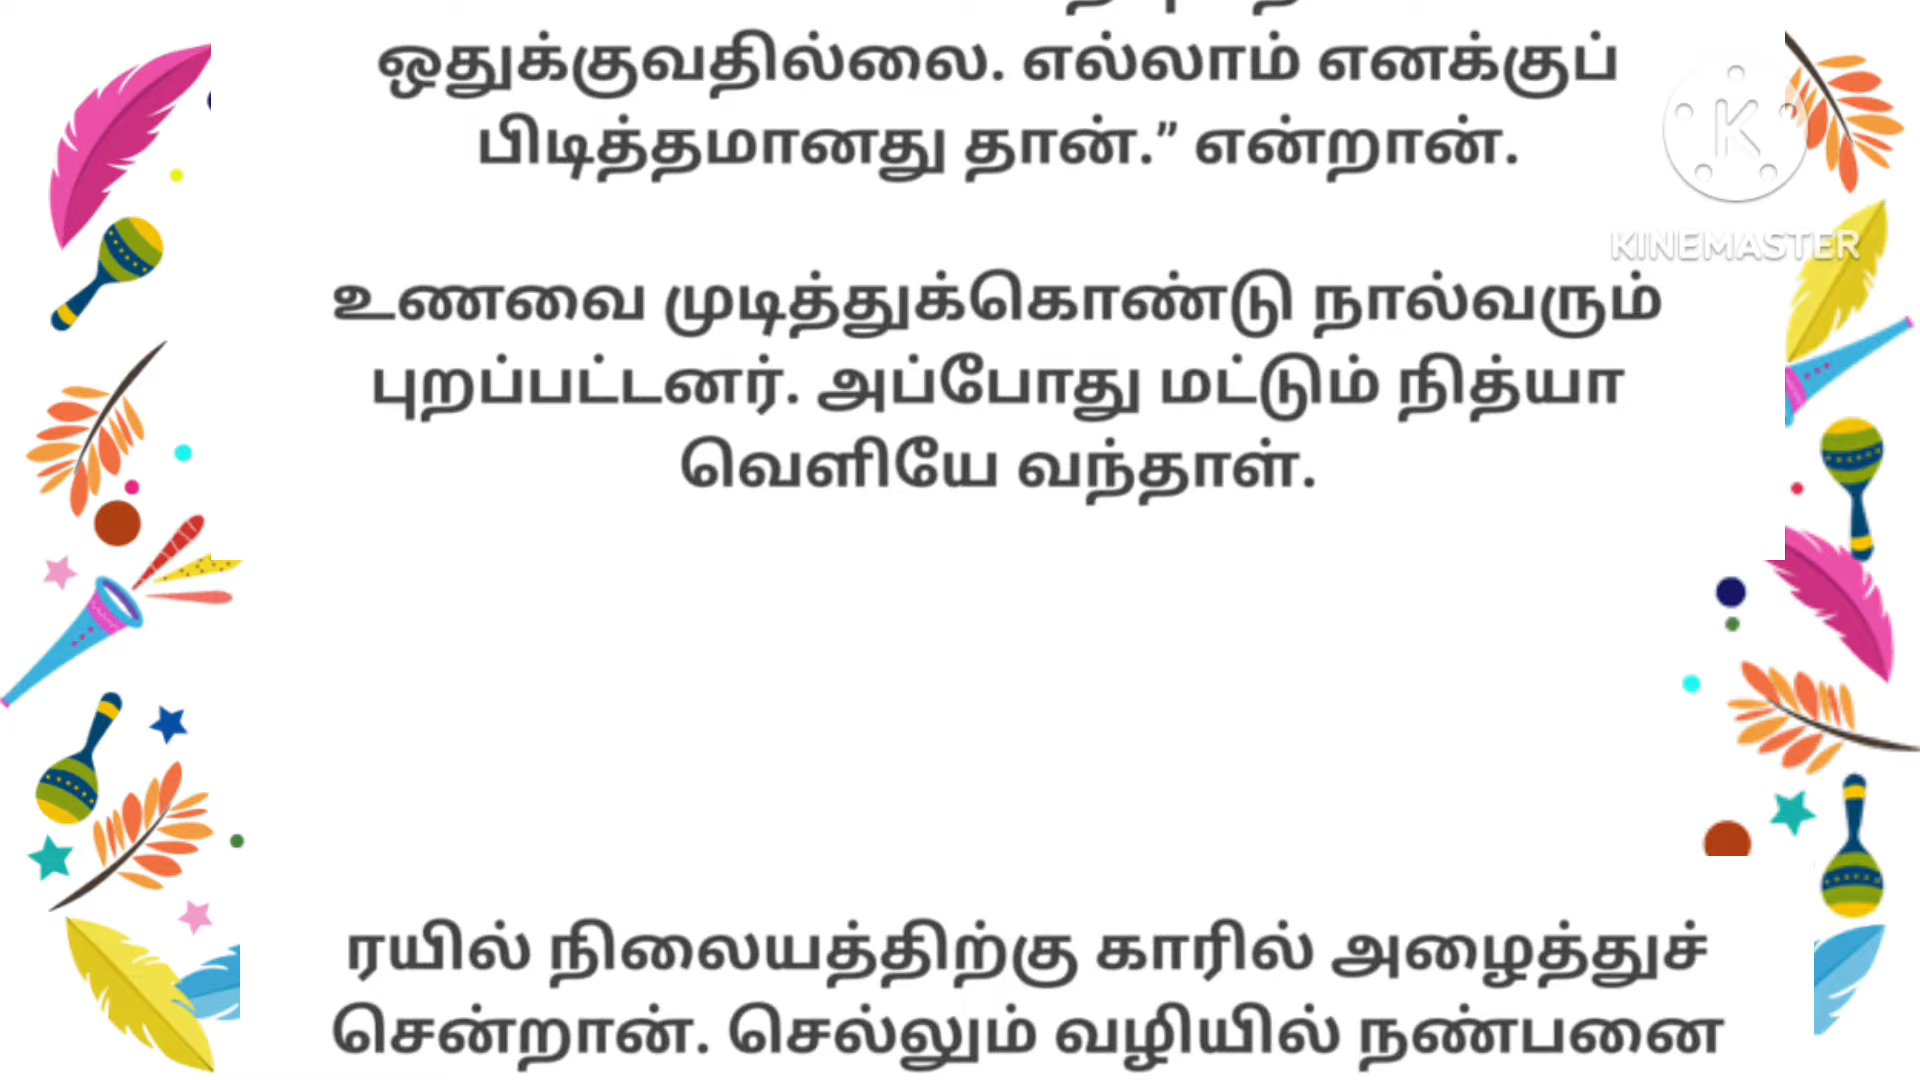 ஒதுக்குவதில்லை. எல்லாம் எனக்குப்
பிடித்தமானது தான்.” என்றான்.
KINEMASTER
உணவை முடித்துக்கொண்டு நால்வரும்
புறப்பட்டனர். அப்போது மட்டும் நித்யா
வெளியே வந்தாள்.
ரயில் நிலையத்திற்கு காரில் அழைத்துச்
சென்றான். செல்லும் வழியில் நண்பனை